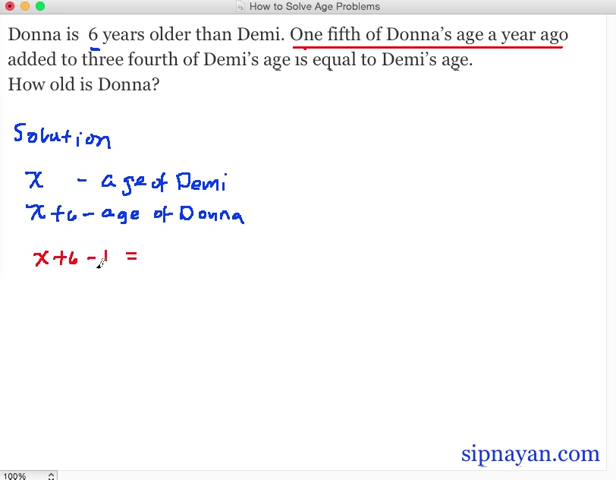 How to Solve Age Problems
Donna is 6 years older than Demi. One fifth of Donna's age a year ago
added to three fourth of Demi's age is equal to Demi's age.
How old is Donna?
Solution
x - age of Demi
x+6 - age of Donna
x+6 -1 =
sipnayan.com
100%